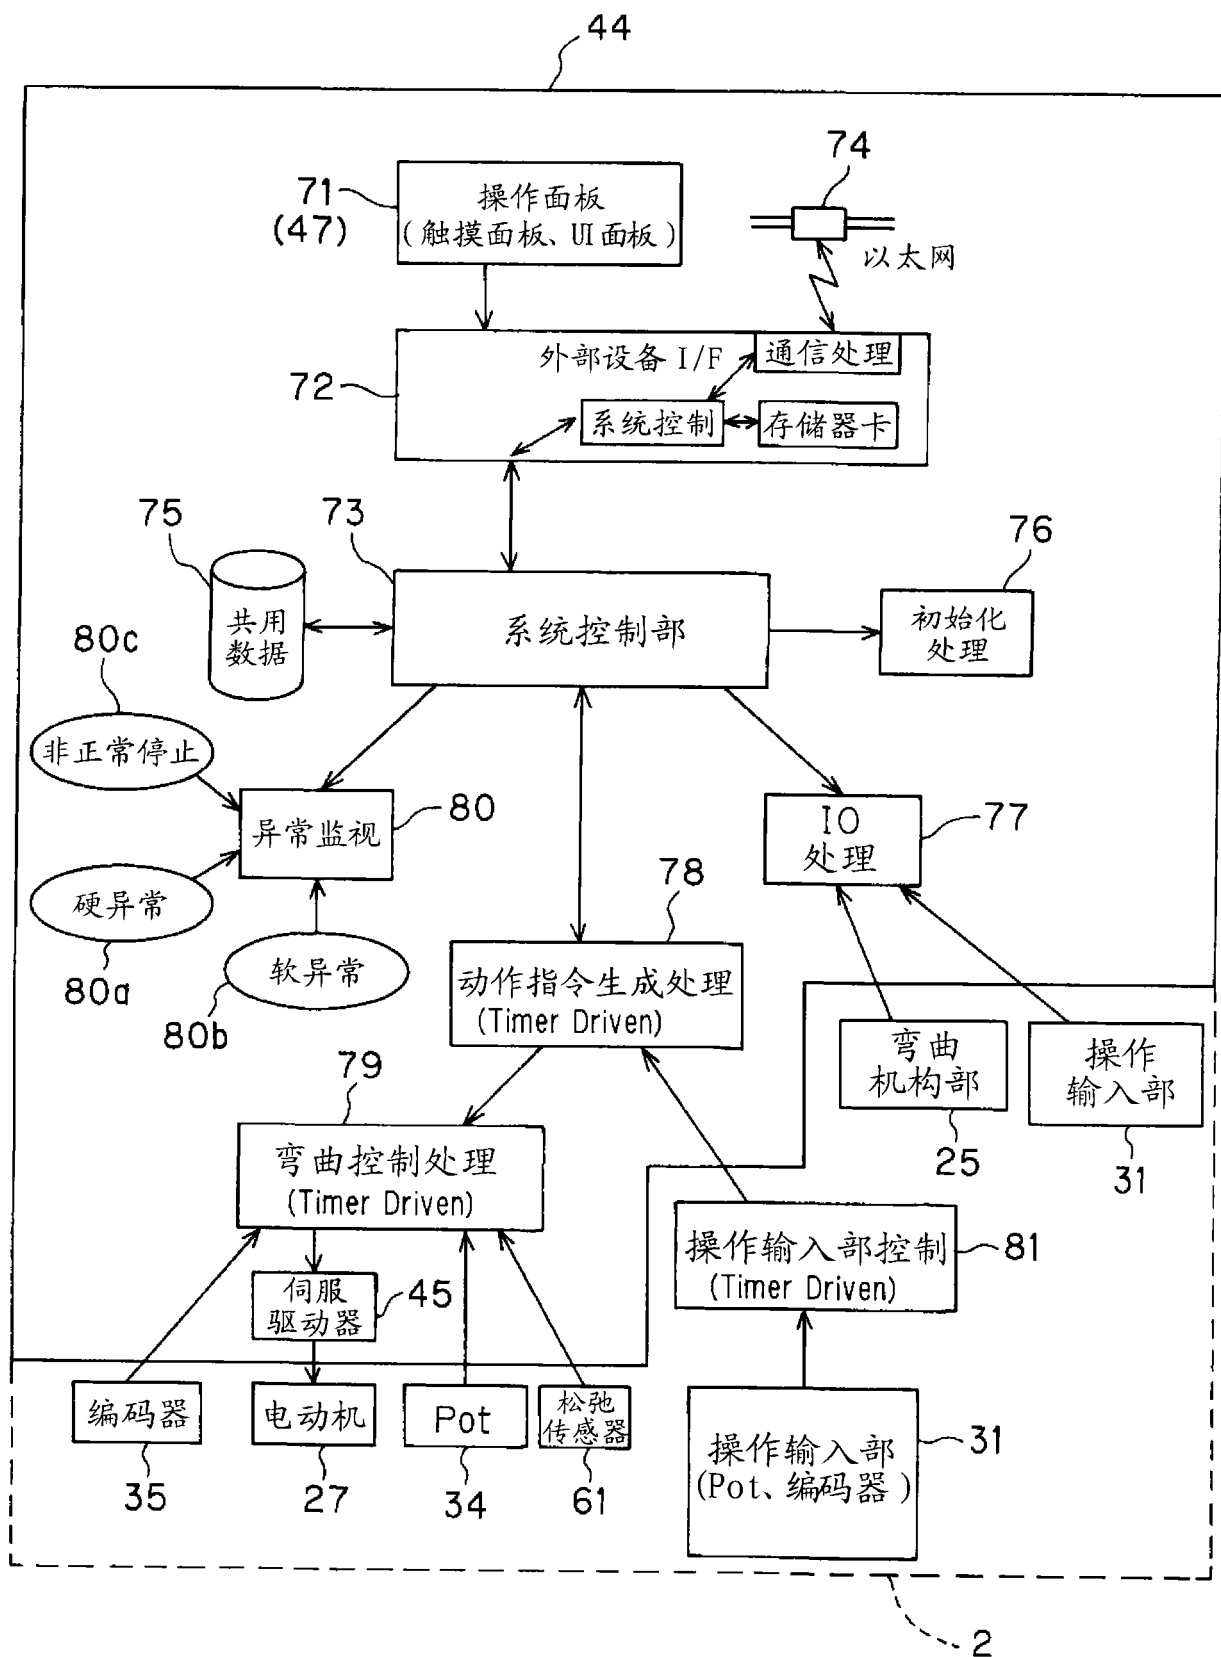 44
74
71
(47)
操作面板
(触摸面板、UI面板)
以太网
72
外部设备 I/F
通信处理
系统控制
存储器卡
75
73
76
共用
数据
系统控制部
初始化
处理
80c
非正常停止
异常监视
80
IO
处理
77
硬异常
80a
软异常
80b
78
动作指令生成处理
(Timer Driven)
弯曲
机构部
25
操作
输入部
31
79
弯曲控制处理
(Timer Driven)
操作输入部控制
(Timer Driven)
81
伺服
驱动器
45
编码器
35
电动机
27
Pot
34
松弛
传感器
61
操作输入部
(Pot、编码器)
31
2